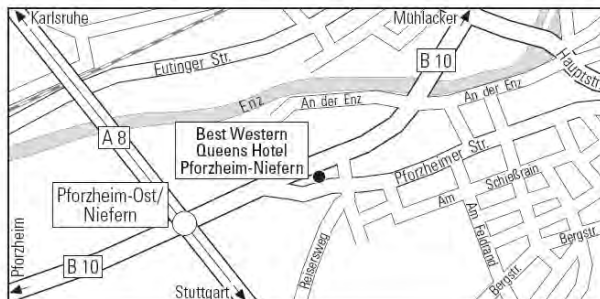 Karlsruhe
Mühlacker
Eutinger Str.
B 10
Hauptstr.
Enz
An der Enz
An der Enz
A 8
Best Western
Queens Hotel
Pforzheim-Niefern
Pforzheimer Str.
Schießrain
Am
Pforzheim-Ost/
Niefern
Am Feldrand
Reisersweg
Bergstr.
Bergstr.
Pforzheim
B 10
Stuttgart